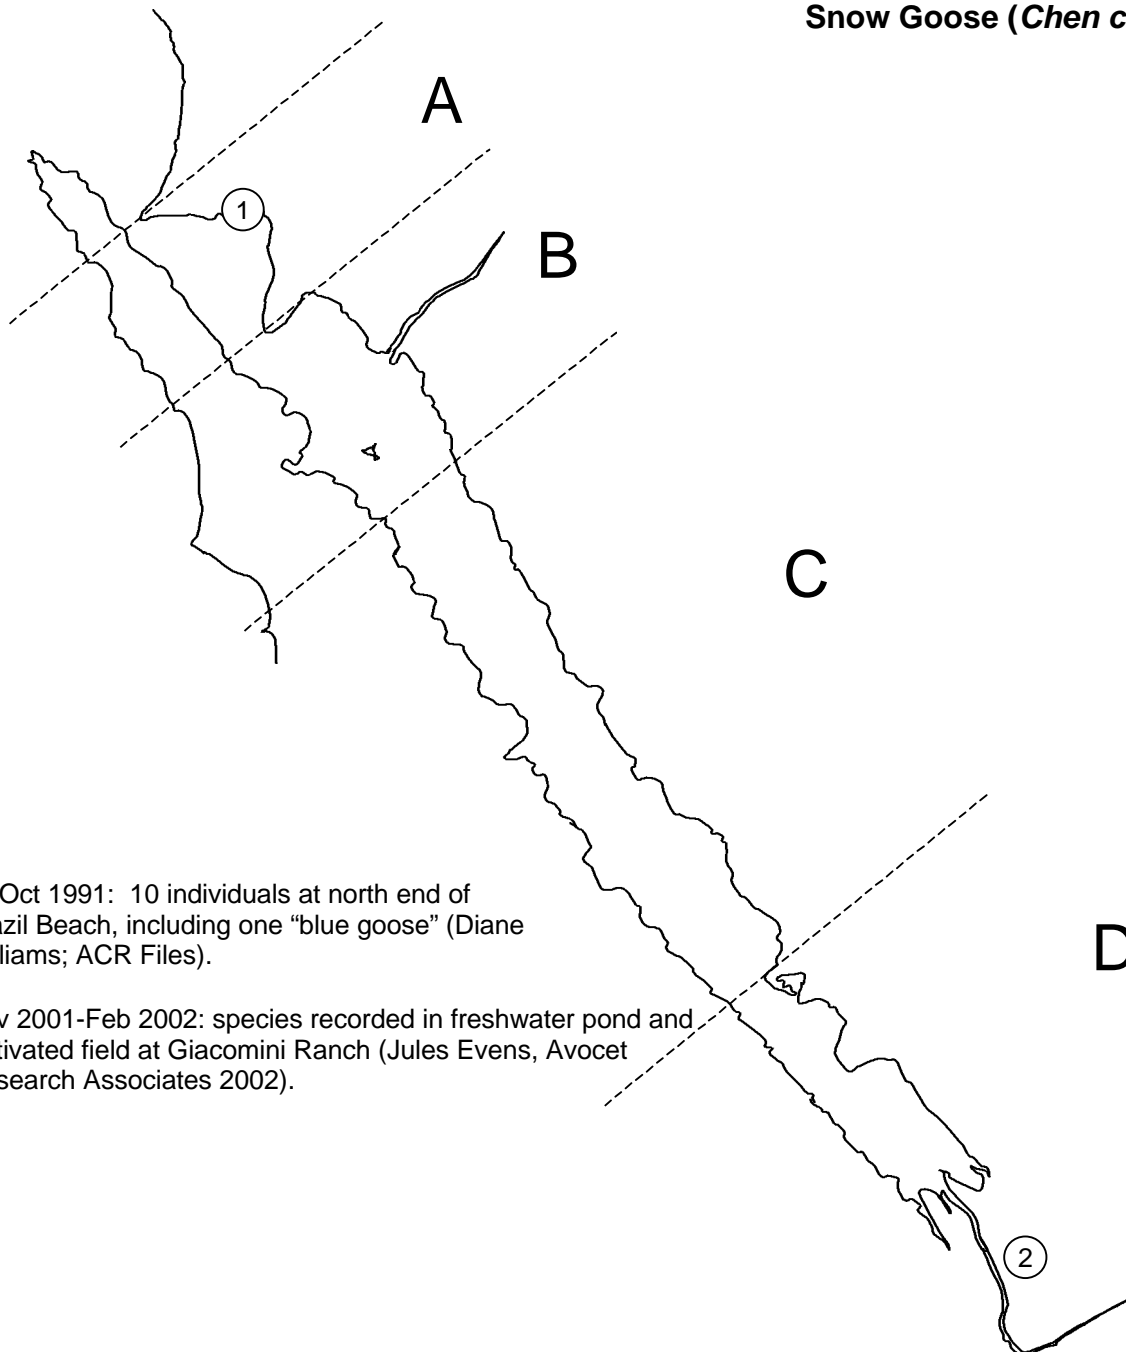 Snow Goose (Chen c
A
1
B
C
Oct 1991: 10 individuals at north end of
azil Beach, including one “blue goose” (Diane
lliams; ACR Files).
D
v 2001-Feb 2002: species recorded in freshwater pond and
tivated field at Giacomini Ranch (Jules Evens, Avocet
search Associates 2002).
2